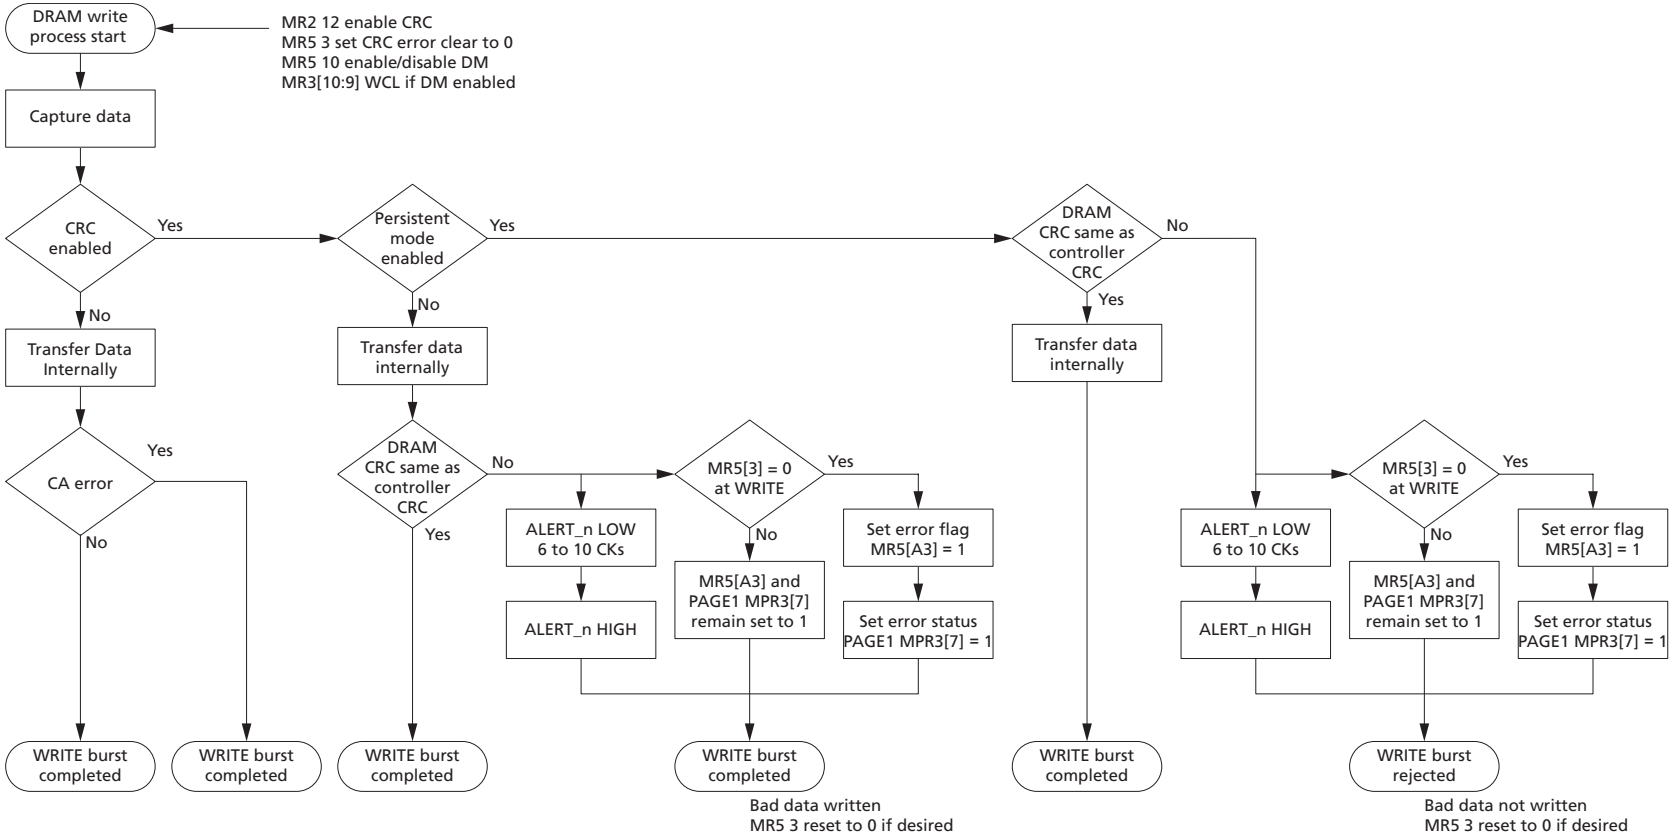 DRAM write
process start
MR2 12 enable CRC
MR5 3 set CRC error clear to 0
MR5 10 enable/disable DM
MR3[10:9] WCL if DM enabled
Capture data
CRC
enabled
Yes
Persistent
mode
enabled
Yes
DRAM
CRC same as
controller
CRC
No
No
No
Yes
Transfer Data
Internally
Transfer data
internally
Transfer data
internally
CA error
Yes
No
DRAM
CRC same as
controller
CRC
No
Yes
MR5[3] = 0
at WRITE
Yes
No
ALERT_n LOW
6 to 10 CKs
Set error flag
MR5[A3] = 1
MR5[A3] and
PAGE1 MPR3[7]
remain set to 1
ALERT_n HIGH
Set error status
PAGE1 MPR3[7] = 1
MR5[3] = 0
at WRITE
Yes
No
ALERT_n LOW
6 to 10 CKs
Set error flag
MR5[A3] = 1
MR5[A3] and
PAGE1 MPR3[7]
remain set to 1
ALERT_n HIGH
Set error status
PAGE1 MPR3[7] = 1
WRITE burst
completed
WRITE burst
completed
WRITE burst
completed
WRITE burst
completed
WRITE burst
completed
WRITE burst
rejected
Bad data written
MR5 3 reset to 0 if desired
Bad data not written
MR5 3 reset to 0 if desired